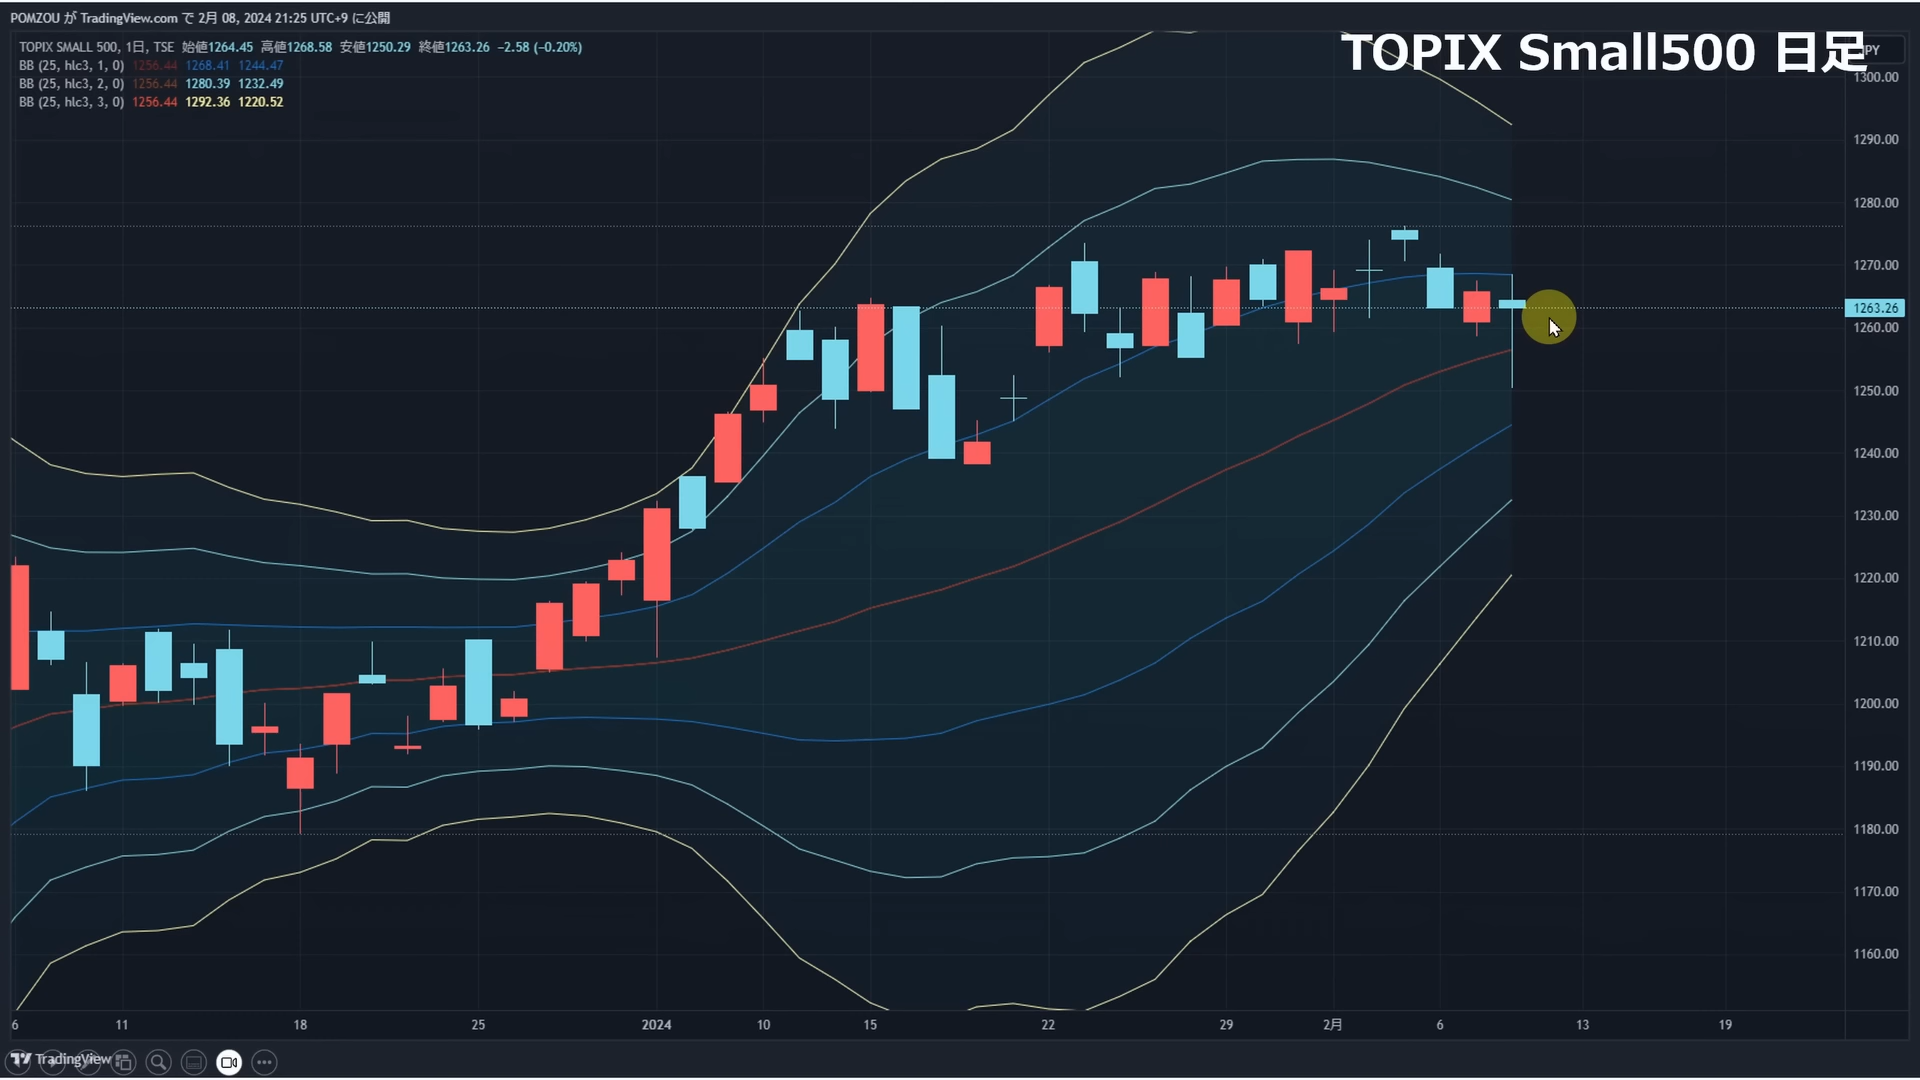 POMZOU が TradingView.com で 2月 08, 2024 21:25 UTC+9 に公開
TOPIX Small500 日足
TOPIX SMALL 500, 1日, TSE 始値1264.45 高値1268.58 安値1250.29 終値1263.26 −2.58 (−0.20%)
BB (25, hlc3, 1, 0) 1256.44 1268.41 1244.47
BB (25, hlc3, 2, 0) 1256.44 1280.39 1232.49
BB (25, hlc3, 3, 0) 1256.44 1292.36 1220.52
1300.00
1290.00
1280.00
1270.00
1263.26
1260.00
1250.00
1240.00
1230.00
1220.00
1210.00
1200.00
1190.00
1180.00
1170.00
1160.00
6 11 18 25 2024 10 15 22 29 2月 6 13 19
TradingView